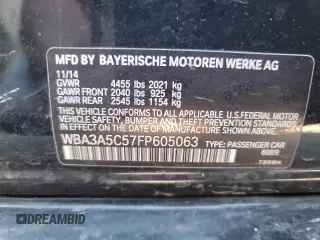 MFD BY BAYERISCHE MOTOREN WERKE AG
11/14
GVWR 4455 lbs 2021 kg
GAWR FRONT 2040 lbs 925 kg
GAWR REAR 2545 lbs 1154 kg
THIS VEHICLE CONFORMS TO ALL APPLICABLE U.S. FEDERAL MOTOR VEHICLE
SAFETY, BUMPER AND THEFT PREVENTION STANDARDS IN EFFECT
ON THE DATE OF MANUFACTURE SHOWN ABOVE.
WBA3A5C57FP605063 TYPE: PASSENGER CAR
668/9
DREAMBID